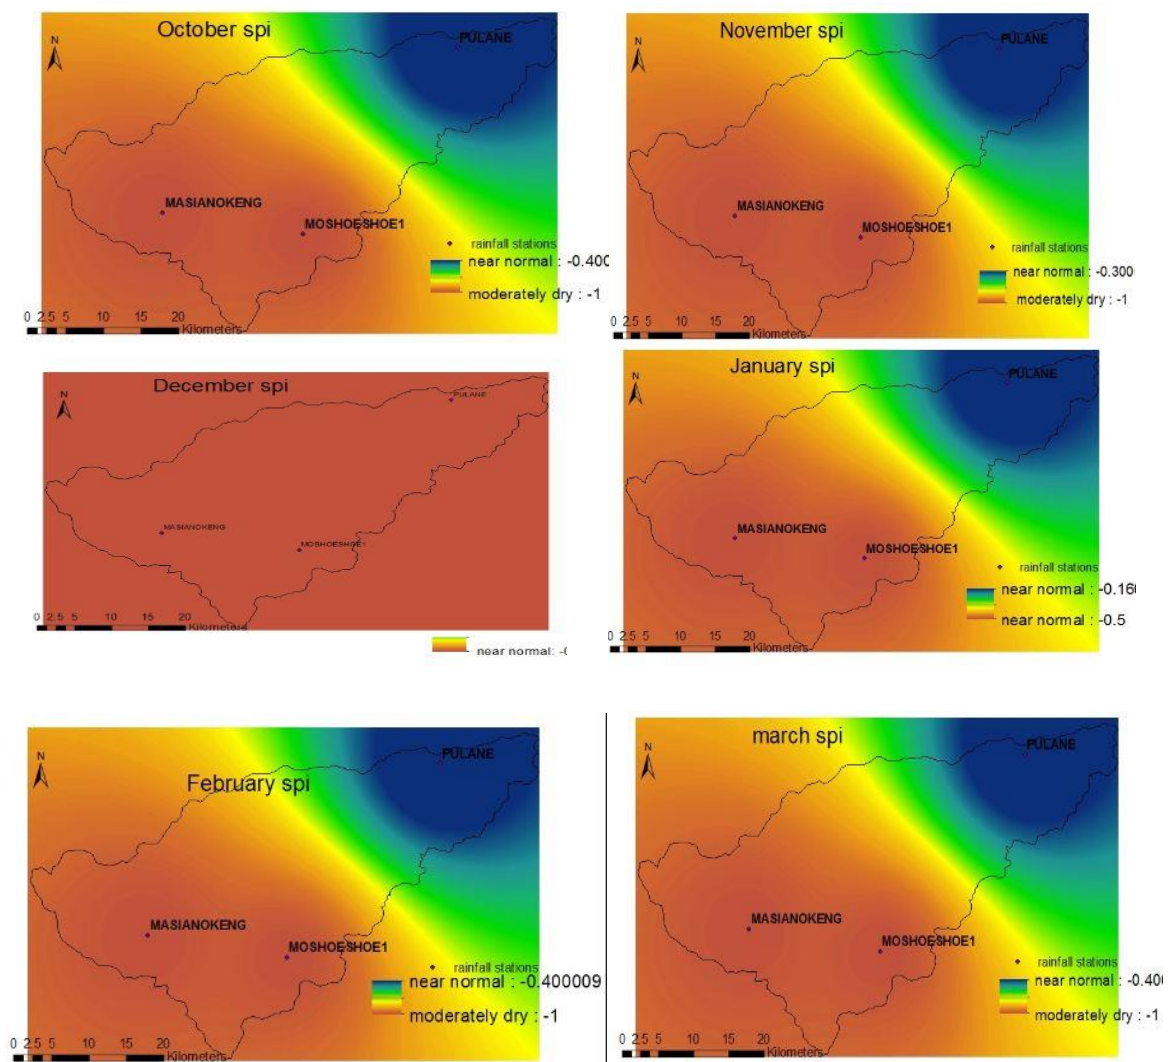 October spi
N
PULANE
MASIANOKENG
MOSHOESHOE1
rainfall stations
near normal : -0.400
moderately dry : -1
0 2.5 5 10 15 20
Kilometers
November spi
N
PULANE
MASIANOKENG
MOSHOESHOE1
rainfall stations
near normal : -0.300
moderately dry : -1
0 2.5 5 10 15 20
Kilometers
December spi
N
PULANE
MASIANOKENG
MOSHOESHOE1
0 2.5 5 10 15 20
Kilometers
near normal: -0
January spi
N
PULANE
MASIANOKENG
MOSHOESHOE1
rainfall stations
near normal : -0.160
near normal : -0.5
0 2.5 5 10 15 20
Kilometers
February spi
N
PULANE
MASIANOKENG
MOSHOESHOE1
rainfall stations
near normal : -0.400009
moderately dry : -1
0 2.5 5 10 15 20
Kilometers
march spi
N
PULANE
MASIANOKENG
MOSHOESHOE1
rainfall stations
near normal : -0.400
moderately dry : -1
0 2.5 5 10 15 20
Kilometers